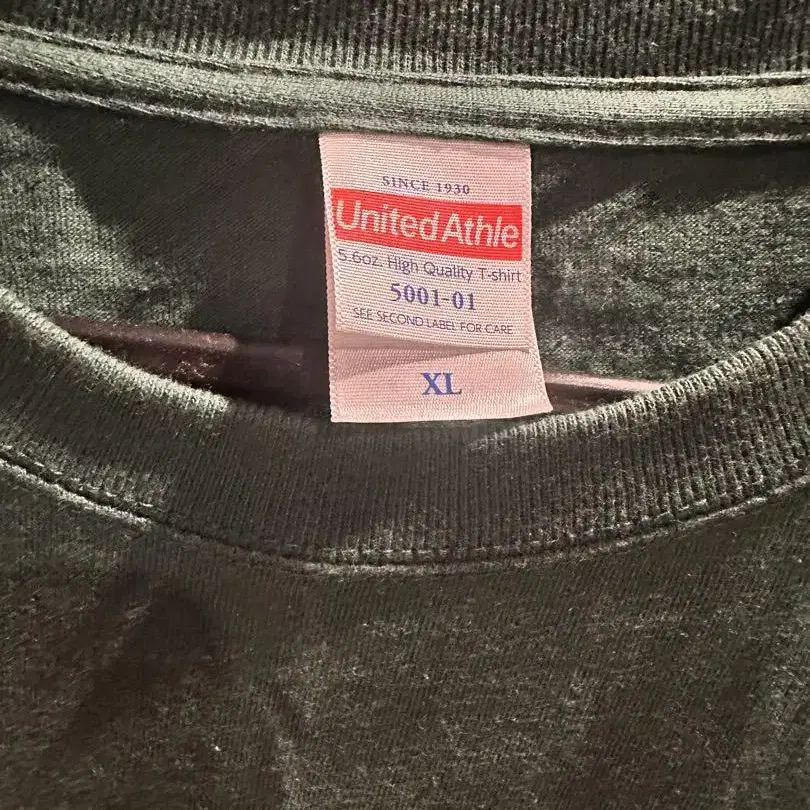 SINCE 1930
United Athle
5.6oz. High Quality T-shirt
5001-01
SEE SECOND LABEL FOR CARE
XL